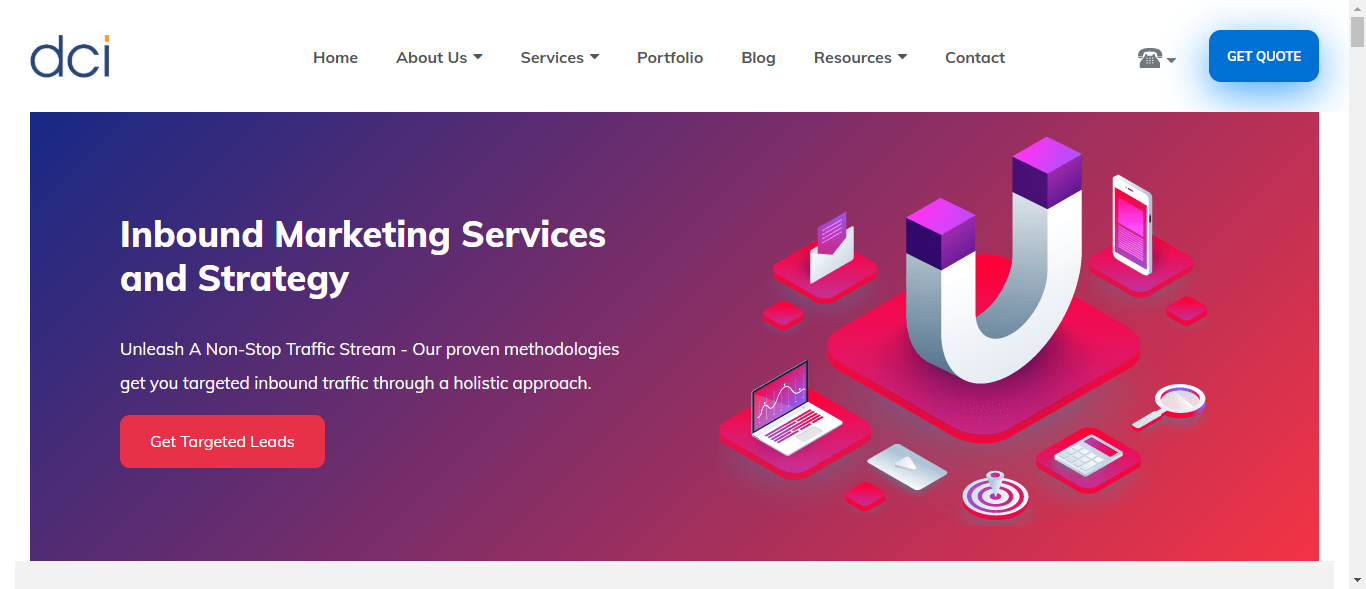 dci
Home
About Us
Services
Portfolio
Blog
Resources
Contact
GET QUOTE
Inbound Marketing Services
and Strategy
Unleash A Non-Stop Traffic Stream - Our proven methodologies
get you targeted inbound traffic through a holistic approach.
Get Targeted Leads